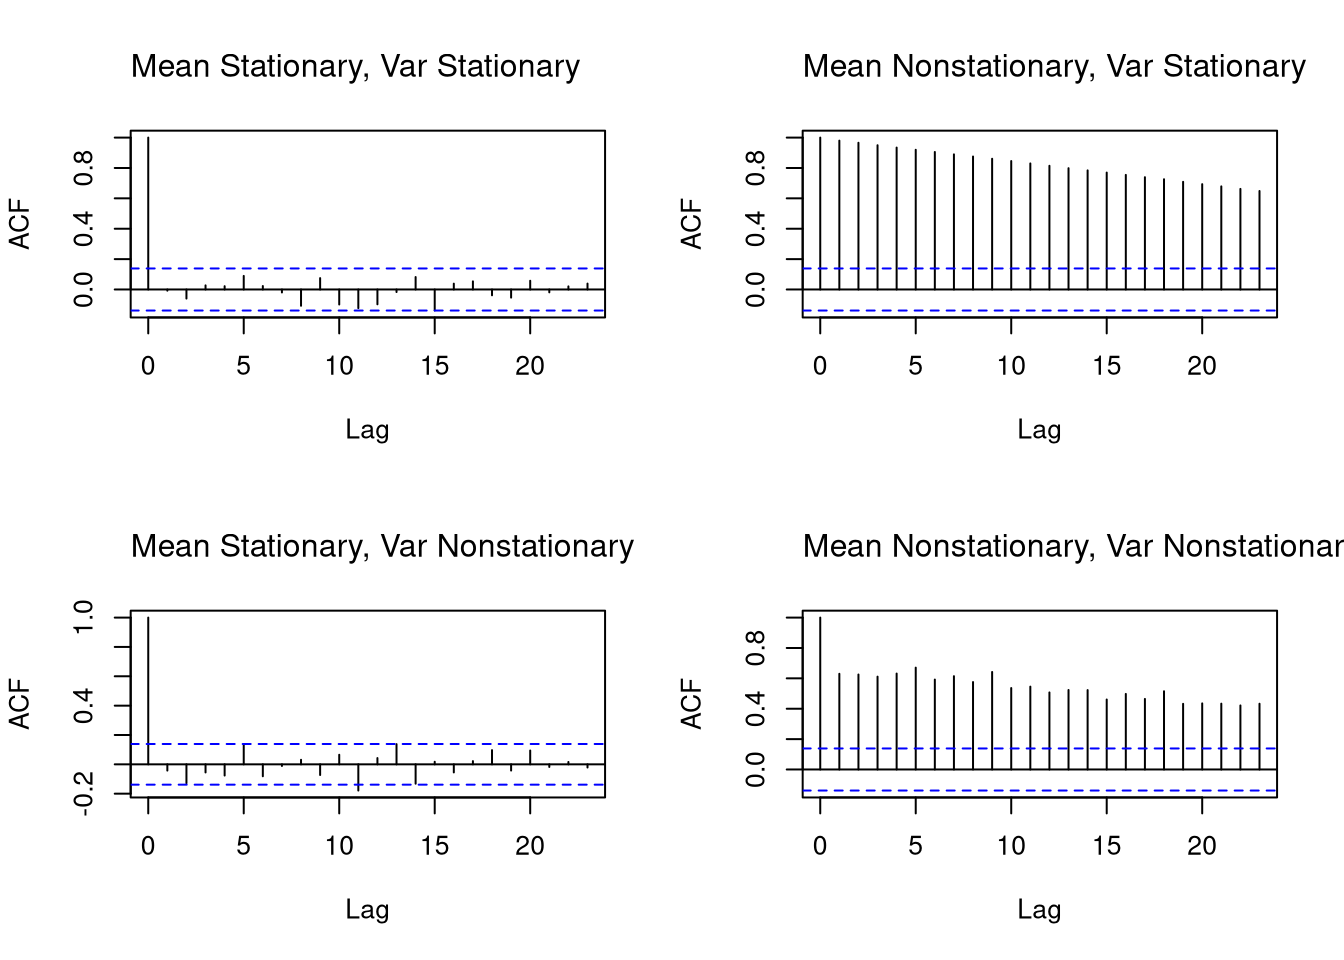 Mean Stationary, Var Stationary
ACF
0.0 0.4 0.8
0 5 10 15 20
Lag
Mean Nonstationary, Var Stationary
ACF
0.0 0.4 0.8
0 5 10 15 20
Lag
Mean Stationary, Var Nonstationary
ACF
-0.2 0.4 1.0
0 5 10 15 20
Lag
Mean Nonstationary, Var Nonstationar
ACF
0.0 0.4 0.8
0 5 10 15 20
Lag